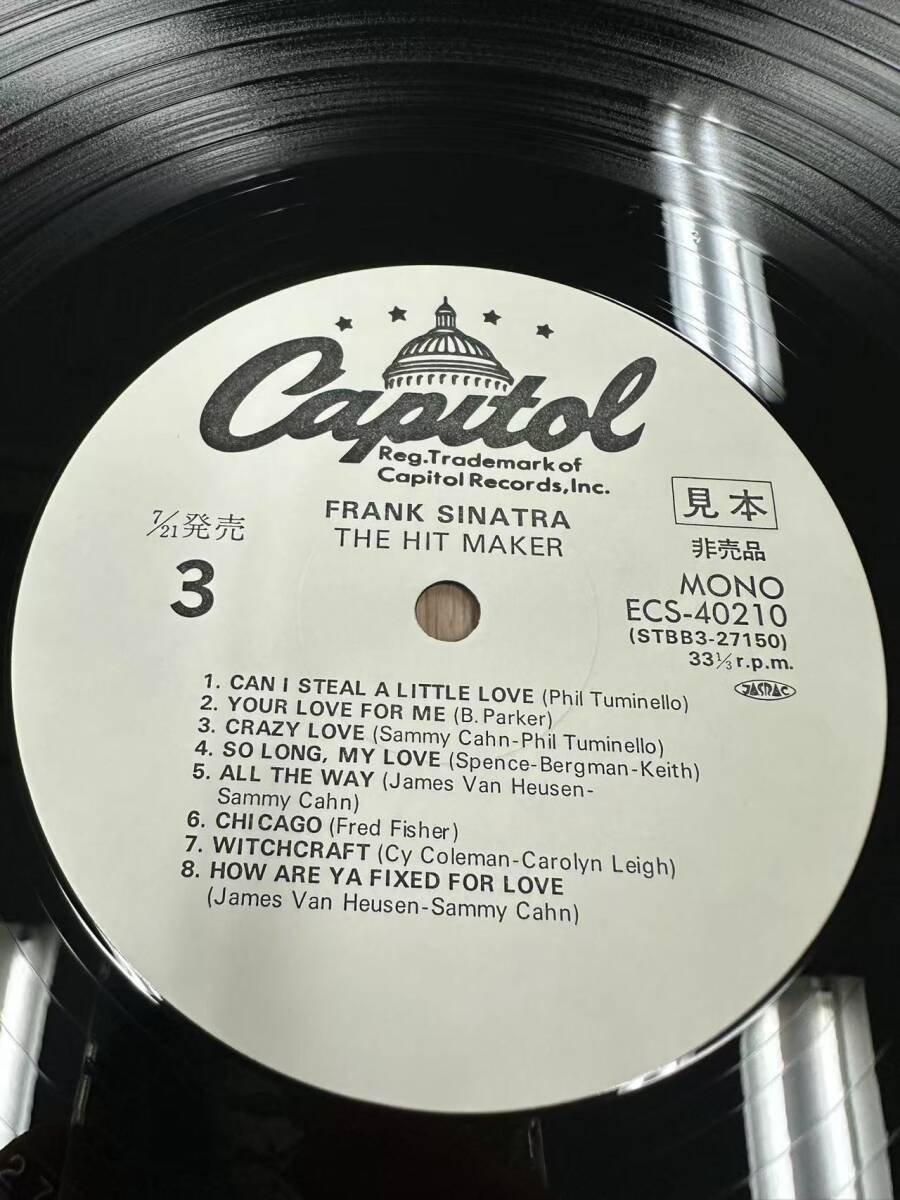 Capitol
Reg.Trademark of
Capitol Records,Inc.
FRANK SINATRA
THE HIT MAKER
7/21発売
3
見本
非売品
MONO
ECS-40210
(STBB3-27150)
33⅓r.p.m.
JASRAC
1. CAN I STEAL A LITTLE LOVE (Phil Tuminello)
2. YOUR LOVE FOR ME (B. Parker)
3. CRAZY LOVE (Sammy Cahn-Phil Tuminello)
4. SO LONG, MY LOVE (Spence-Bergman-Keith)
5. ALL THE WAY (James Van Heusen-
Sammy Cahn)
6. CHICAGO (Fred Fisher)
7. WITCHCRAFT (Cy Coleman-Carolyn Leigh)
8. HOW ARE YA FIXED FOR LOVE
(James Van Heusen-Sammy Cahn)